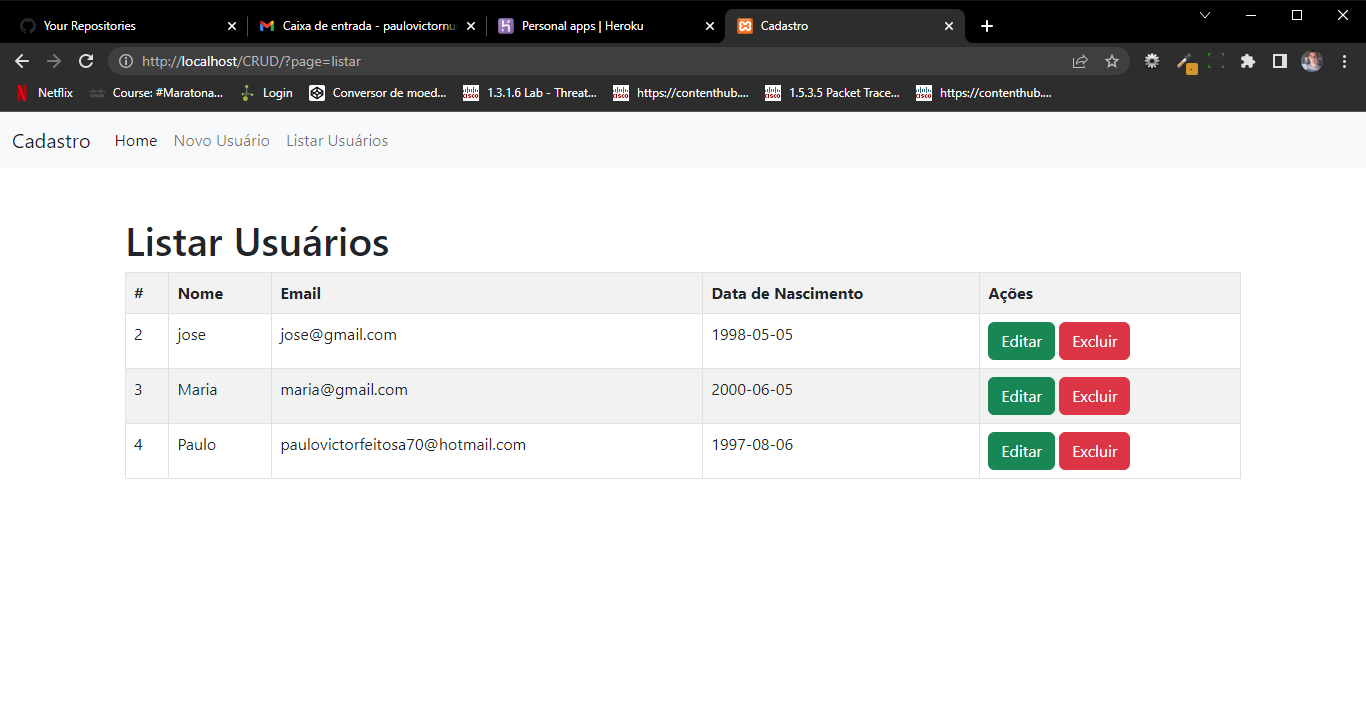 Your Repositories Caixa de entrada - paulovictornu Personal apps | Heroku Cadastro
http://localhost/CRUD/?page=listar
Netflix Course: #Maratona... Login Conversor de moed... 1.3.1.6 Lab - Threat... https://contenthub.... 1.5.3.5 Packet Trace... https://contenthub....
Cadastro Home Novo Usuário Listar Usuários
Listar Usuários
# Nome Email Data de Nascimento Ações
2 jose jose@gmail.com 1998-05-05 Editar Excluir
3 Maria maria@gmail.com 2000-06-05 Editar Excluir
4 Paulo paulovictorfeitosa70@hotmail.com 1997-08-06 Editar Excluir